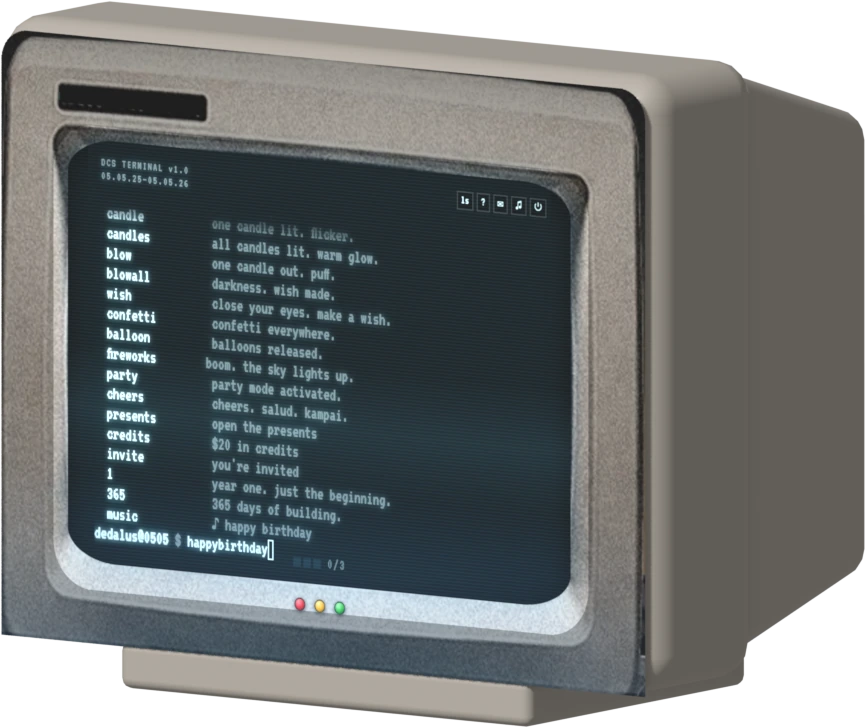 DCS TERMINAL v1.0
05.05.25-05.05.26
ls ?
candle one candle lit. flicker.
candles all candles lit. warm glow.
blow one candle out. puff.
blowall darkness. wish made.
wish close your eyes. make a wish.
confetti confetti everywhere.
balloon balloons released.
fireworks boom. the sky lights up.
party party mode activated.
cheers cheers. salud. kampai.
presents open the presents
credits $20 in credits
invite you're invited
1 year one. just the beginning.
365 365 days of building.
music ♪ happy birthday
dedalus@0505 $ happybirthday
0/3